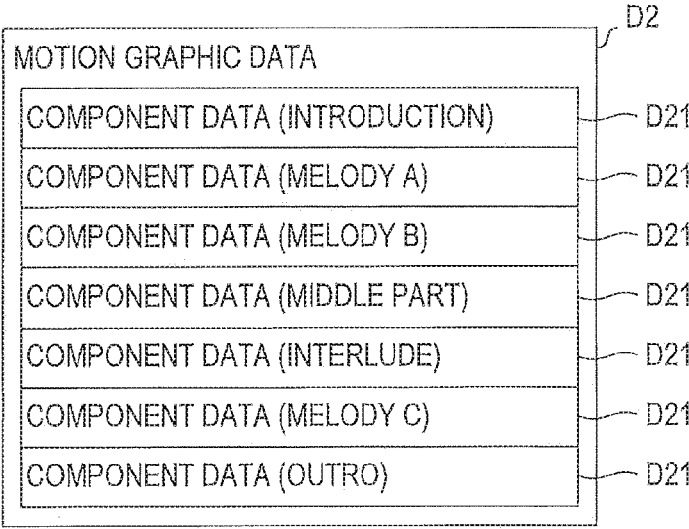 D2
MOTION GRAPHIC DATA
COMPONENT DATA (INTRODUCTION) D21
COMPONENT DATA (MELODY A) D21
COMPONENT DATA (MELODY B) D21
COMPONENT DATA (MIDDLE PART) D21
COMPONENT DATA (INTERLUDE) D21
COMPONENT DATA (MELODY C) D21
COMPONENT DATA (OUTRO) D21